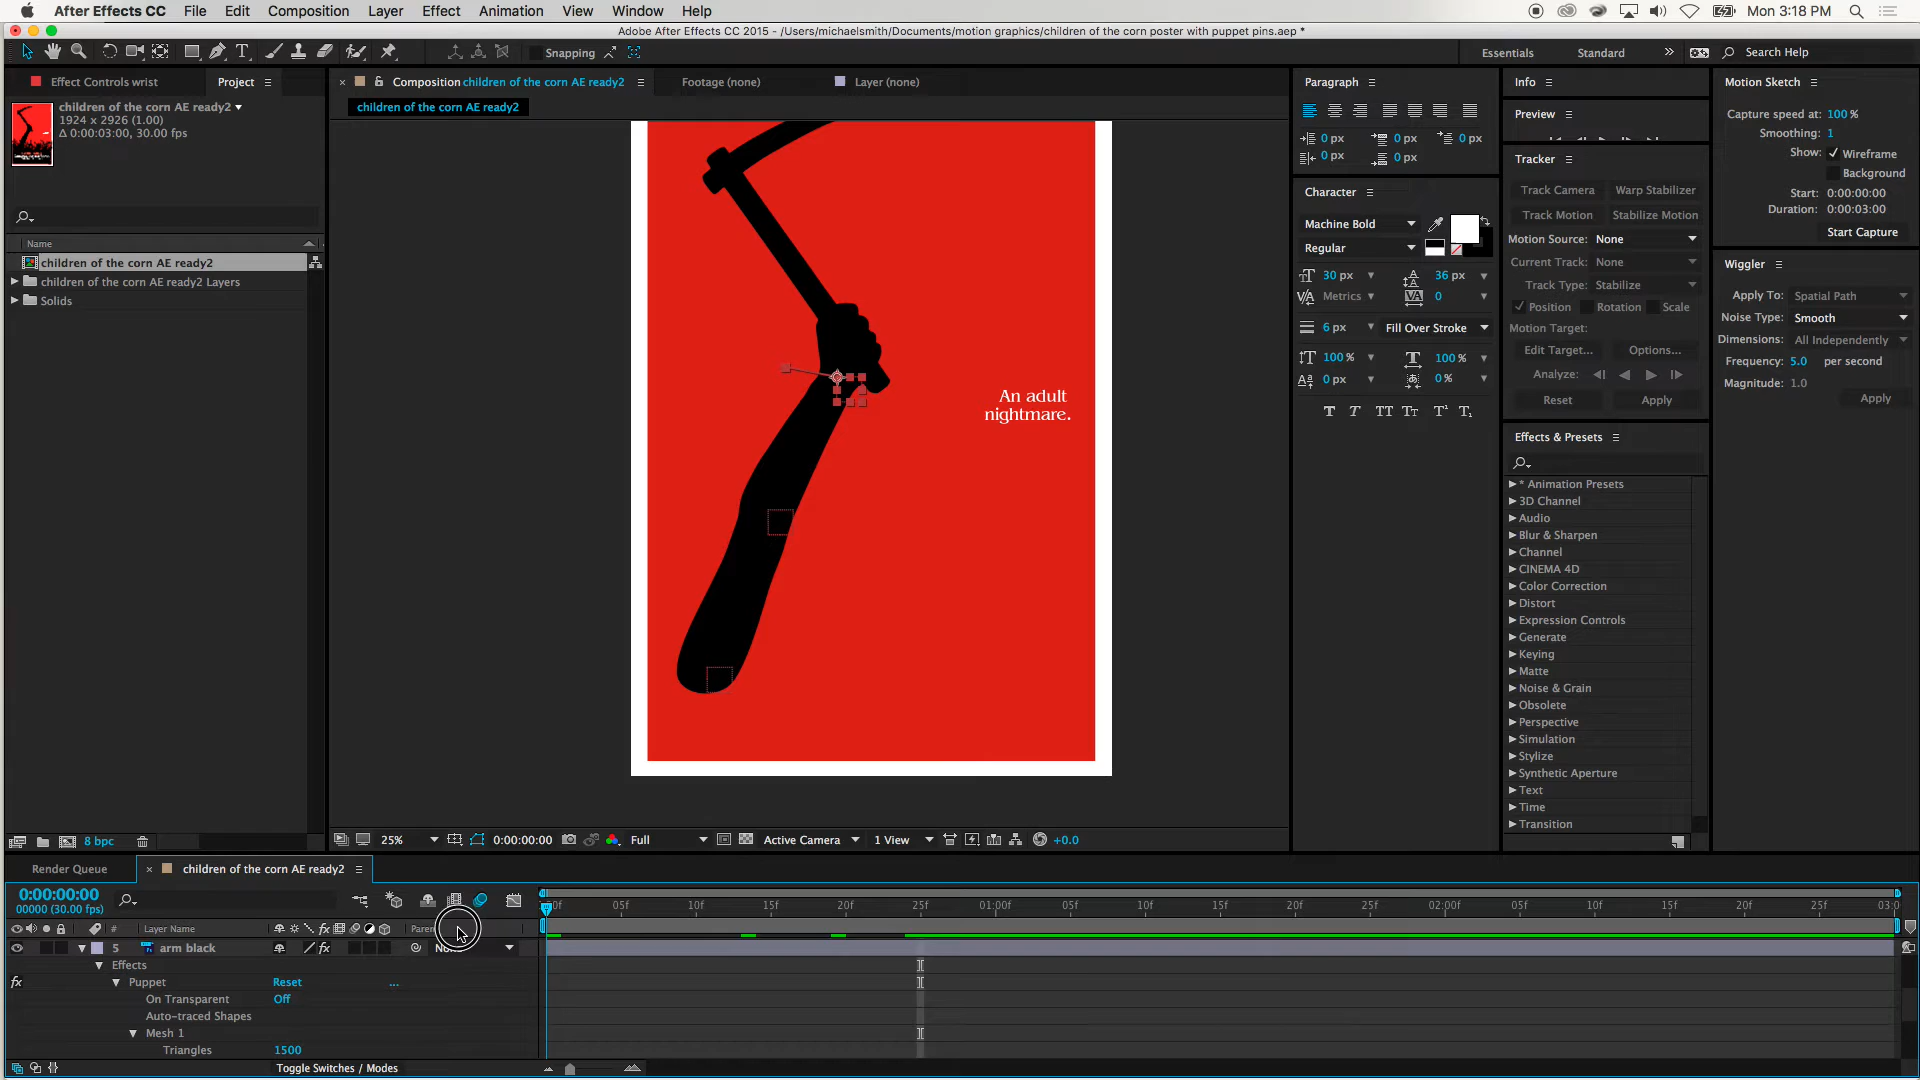 After Effects CC File Edit Composition Layer Effect Animation View Window Help Mon 3:18 PM
Adobe After Effects CC 2015 - /Users/michaelsmith/Documents/motion graphics/children of the corn poster with puppet pins.aep *
Snapping Essentials Standard Search Help
Effect Controls wrist Project
children of the corn AE ready2
1924 x 2926 (1.00)
Δ 0:00:03:00, 30.00 fps
Name
children of the corn AE ready2
children of the corn AE ready2 Layers
Solids
8 bpc
Composition children of the corn AE ready2 Footage (none) Layer (none)
children of the corn AE ready2
An adult
nightmare.
25% 0:00:00:00 Full Active Camera 1 View +0.0
Paragraph
0 px 0 px 0 px
0 px 0 px
Character
Machine Bold
Regular
30 px 36 px
Metrics 0
6 px Fill Over Stroke
100 % 100 %
0 px 0 %
T T TT Tt T¹ T₁
Info
Preview
Tracker
Track Camera Warp Stabilizer
Track Motion Stabilize Motion
Motion Source: None
Current Track: None
Track Type: Stabilize
Position Rotation Scale
Motion Target:
Edit Target... Options...
Analyze:
Reset Apply
Effects & Presets
* Animation Presets
3D Channel
Audio
Blur & Sharpen
Channel
CINEMA 4D
Color Correction
Distort
Expression Controls
Generate
Keying
Matte
Noise & Grain
Obsolete
Perspective
Simulation
Stylize
Synthetic Aperture
Text
Time
Transition
Motion Sketch
Capture speed at: 100 %
Smoothing: 1
Show: Wireframe
Background
Start: 0:00:00:00
Duration: 0:00:03:00
Start Capture
Wiggler
Apply To: Spatial Path
Noise Type: Smooth
Dimensions: All Independently
Frequency: 5.0 per second
Magnitude: 1.0
Apply
Render Queue children of the corn AE ready2
0:00:00:00
00000 (30.00 fps)
05f 10f 15f 20f 25f 01:00f 05f 10f 15f 20f 25f 02:00f 05f 10f 15f 20f 25f 03:0
# Layer Name
5 arm black
Effects
Puppet Reset ...
On Transparent Off
Auto-traced Shapes
Mesh 1
Triangles 1500
Toggle Switches / Modes